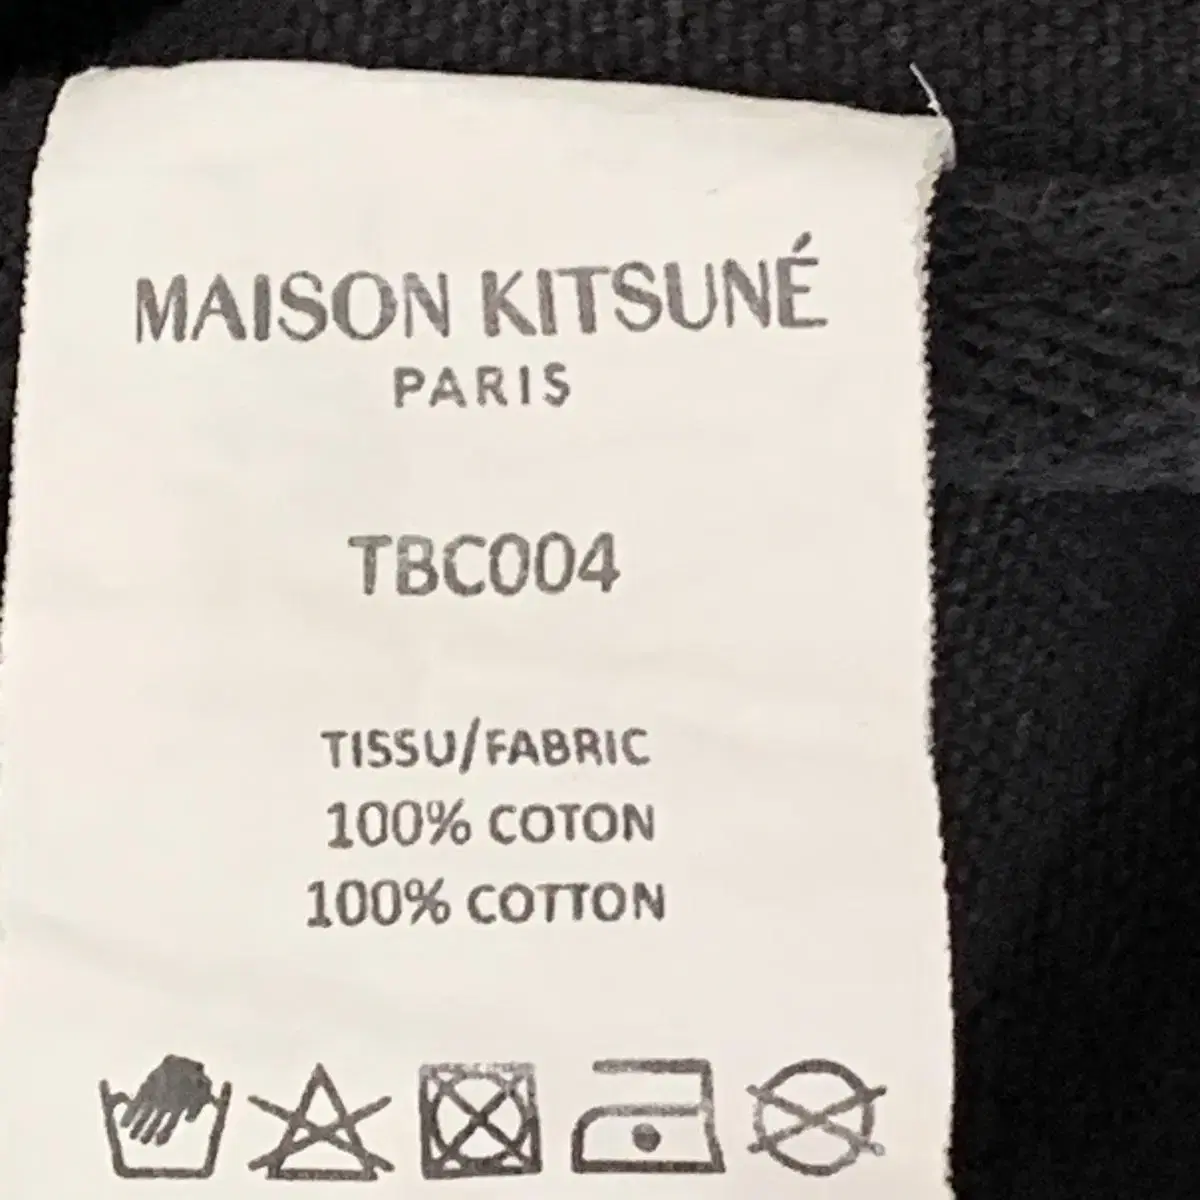 MAISON KITSUNÉ
PARIS
TBC004
TISSU/FABRIC
100% COTON
100% COTTON